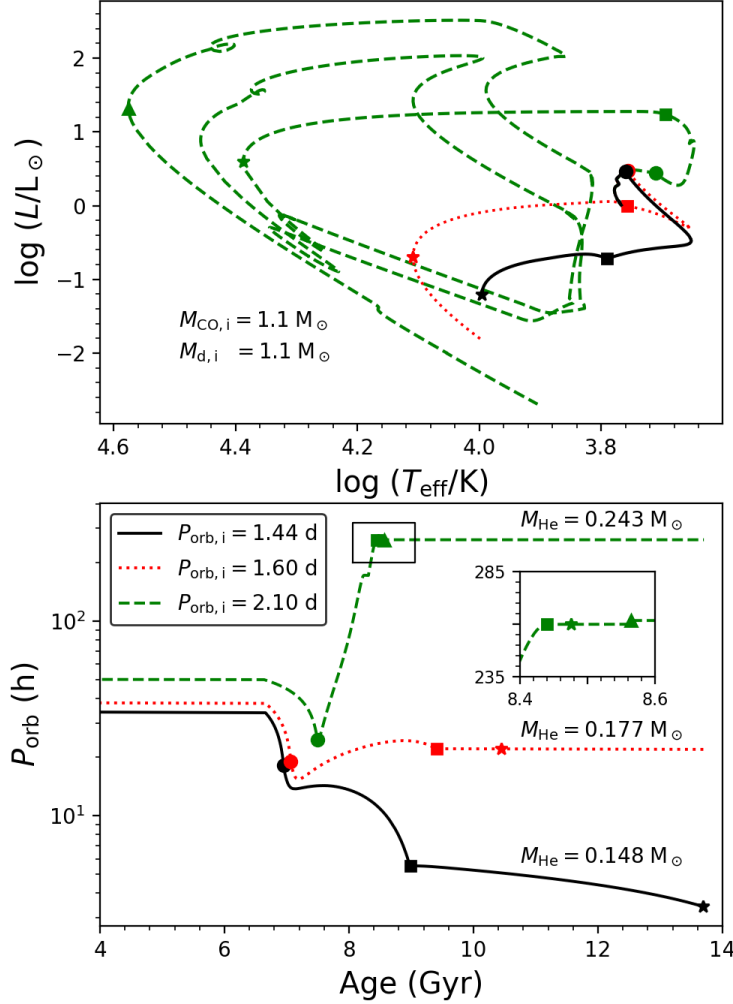 log (L/L⊙)
2
1
0
−1
−2
M_CO,i = 1.1 M⊙
M_d,i = 1.1 M⊙
4.6 4.4 4.2 4.0 3.8
log (T_eff/K)
P_orb (h)
10²
10¹
P_orb,i = 1.44 d
P_orb,i = 1.60 d
P_orb,i = 2.10 d
M_He = 0.243 M⊙
285
235
8.4 8.6
M_He = 0.177 M⊙
M_He = 0.148 M⊙
4 6 8 10 12 14
Age (Gyr)